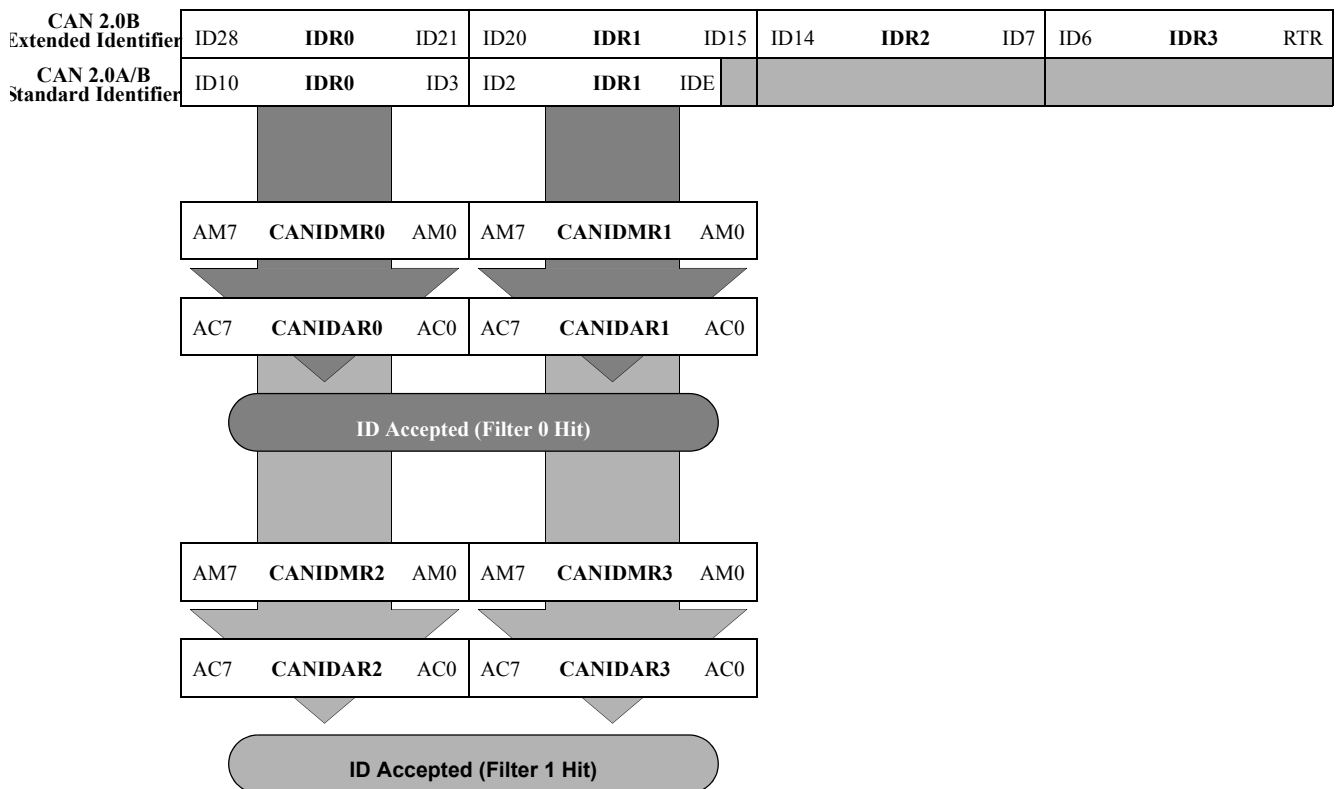 CAN 2.0B
Extended Identifier ID28 IDR0 ID21 ID20 IDR1 ID15 ID14 IDR2 ID7 ID6 IDR3 RTR
CAN 2.0A/B
Standard Identifier ID10 IDR0 ID3 ID2 IDR1 IDE
AM7 CANIDMR0 AM0 AM7 CANIDMR1 AM0
AC7 CANIDAR0 AC0 AC7 CANIDAR1 AC0
ID Accepted (Filter 0 Hit)
AM7 CANIDMR2 AM0 AM7 CANIDMR3 AM0
AC7 CANIDAR2 AC0 AC7 CANIDAR3 AC0
ID Accepted (Filter 1 Hit)